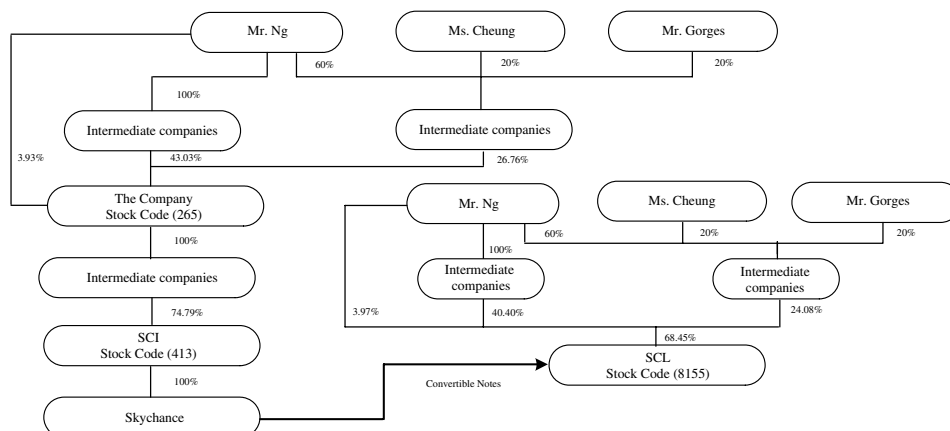 Mr. Ng
Ms. Cheung
Mr. Gorges
60%
20%
20%
100%
Intermediate companies
Intermediate companies
3.93%
43.03%
26.76%
The Company
Stock Code (265)
Mr. Ng
Ms. Cheung
Mr. Gorges
100%
60%
20%
20%
100%
Intermediate companies
Intermediate
companies
Intermediate
companies
74.79%
3.97%
40.40%
24.08%
SCI
Stock Code (413)
68.45%
SCL
Stock Code (8155)
100%
Convertible Notes
Skychance